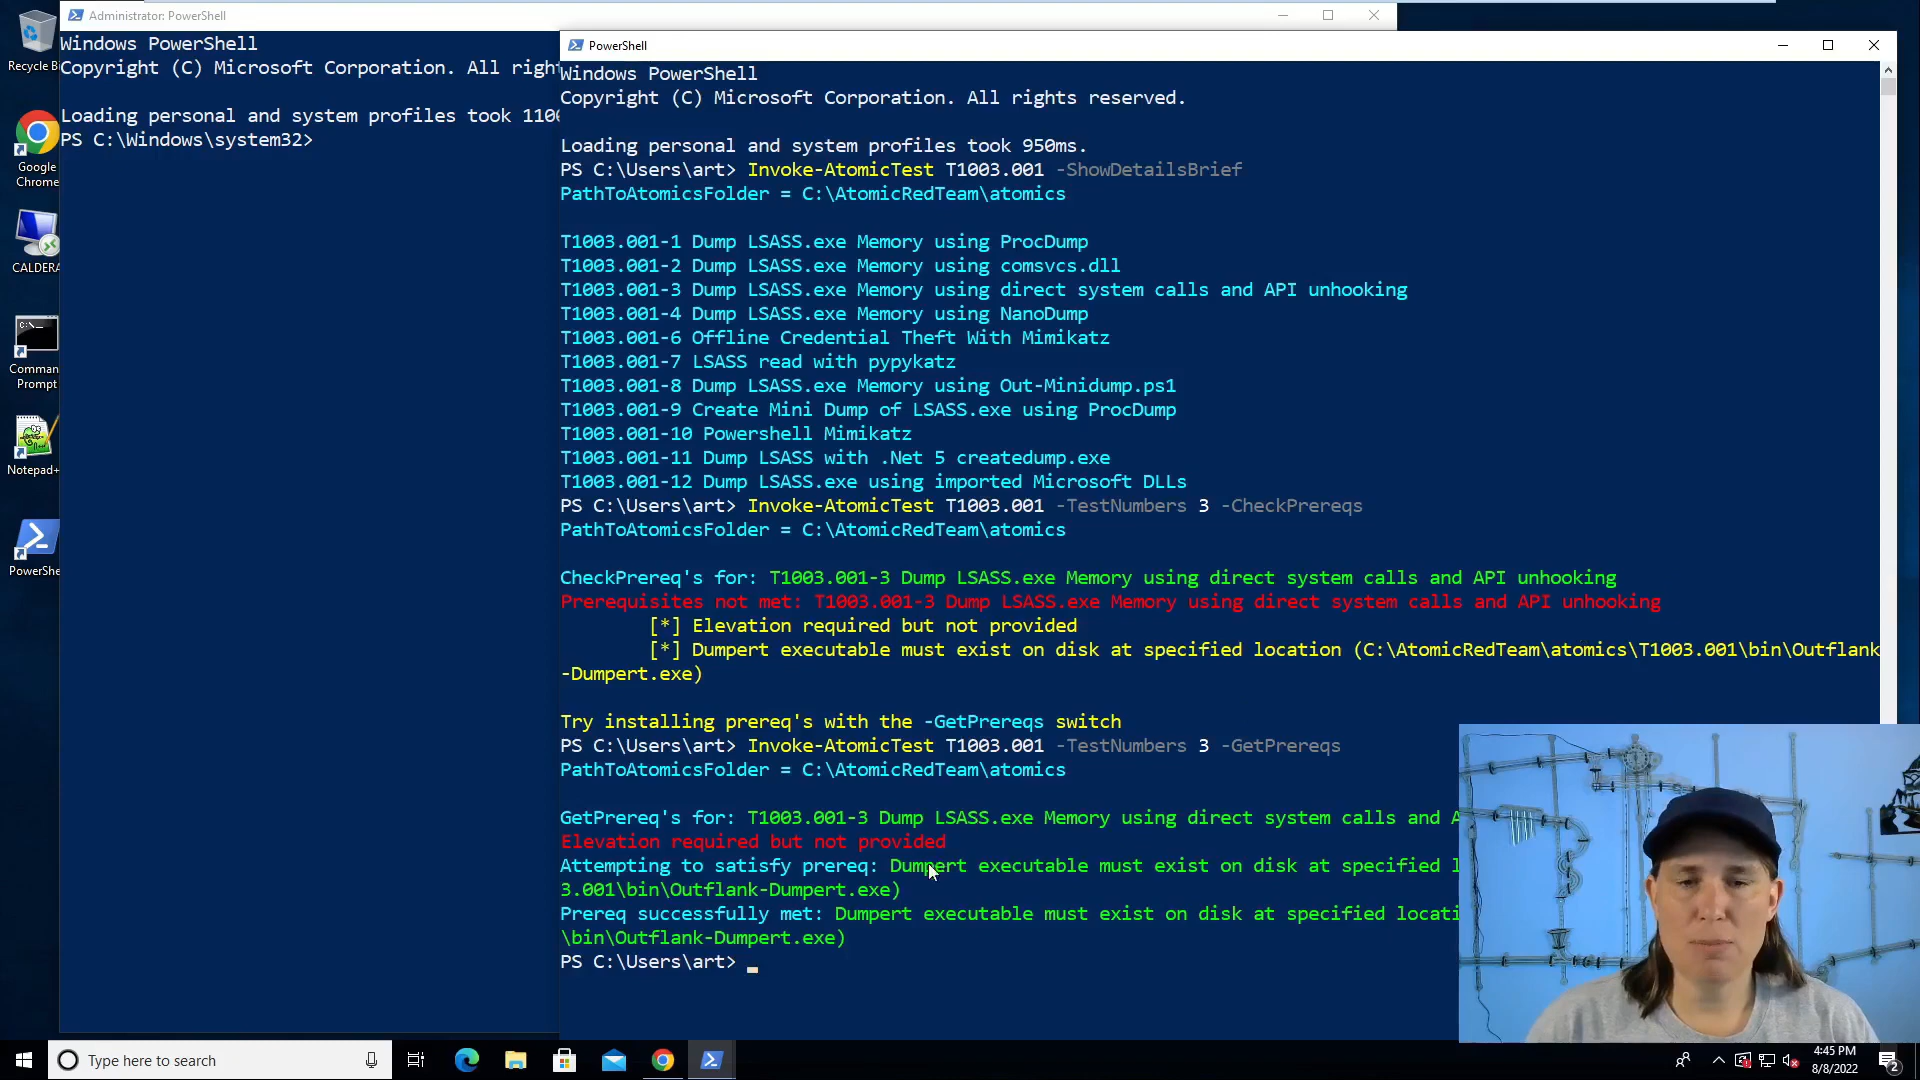 Administrator: PowerShell
Windows PowerShell
Copyright (C) Microsoft Corporation. All
Loading personal and system profiles took
PS C:\Windows\system32>
PowerShell
Windows PowerShell
Copyright (C) Microsoft Corporation. All rights reserved.
Loading personal and system profiles took 950ms.
PS C:\Users\art> Invoke-AtomicTest T1003.001 -ShowDetailsBrief
PathToAtomicsFolder = C:\AtomicRedTeam\atomics
T1003.001-1 Dump LSASS.exe Memory using ProcDump
T1003.001-2 Dump LSASS.exe Memory using comsvcs.dll
T1003.001-3 Dump LSASS.exe Memory using direct system calls and API unhooking
T1003.001-4 Dump LSASS.exe Memory using NanoDump
T1003.001-6 Offline Credential Theft With Mimikatz
T1003.001-7 LSASS read with pypykatz
T1003.001-8 Dump LSASS.exe Memory using Out-Minidump.ps1
T1003.001-9 Create Mini Dump of LSASS.exe using ProcDump
T1003.001-10 Powershell Mimikatz
T1003.001-11 Dump LSASS with .Net 5 createdump.exe
T1003.001-12 Dump LSASS.exe using imported Microsoft DLLs
PS C:\Users\art> Invoke-AtomicTest T1003.001 -TestNumbers 3 -CheckPrereqs
PathToAtomicsFolder = C:\AtomicRedTeam\atomics
CheckPrereq's for: T1003.001-3 Dump LSASS.exe Memory using direct system calls and API unhooking
Prerequisites not met: T1003.001-3 Dump LSASS.exe Memory using direct system calls and API unhooking
[*] Elevation required but not provided
[*] Dumpert executable must exist on disk at specified location (C:\AtomicRedTeam\atomics\T1003.001\bin\Outflank
-Dumpert.exe)
Try installing prereq's with the -GetPrereqs switch
PS C:\Users\art> Invoke-AtomicTest T1003.001 -TestNumbers 3 -GetPrereqs
PathToAtomicsFolder = C:\AtomicRedTeam\atomics
GetPrereq's for: T1003.001-3 Dump LSASS.exe Memory using direct system calls and
Elevation required but not provided
Attempting to satisfy prereq: Dumpert executable must exist on disk at specified
3.001\bin\Outflank-Dumpert.exe)
Prereq successfully met: Dumpert executable must exist on disk at specified
\bin\Outflank-Dumpert.exe)
PS C:\Users\art>
Recycle
Google
Chrome
CALDERA
Command
Prompt
Notepad+
PowerShe
Type here to search
4:45 PM
8/8/2022
2